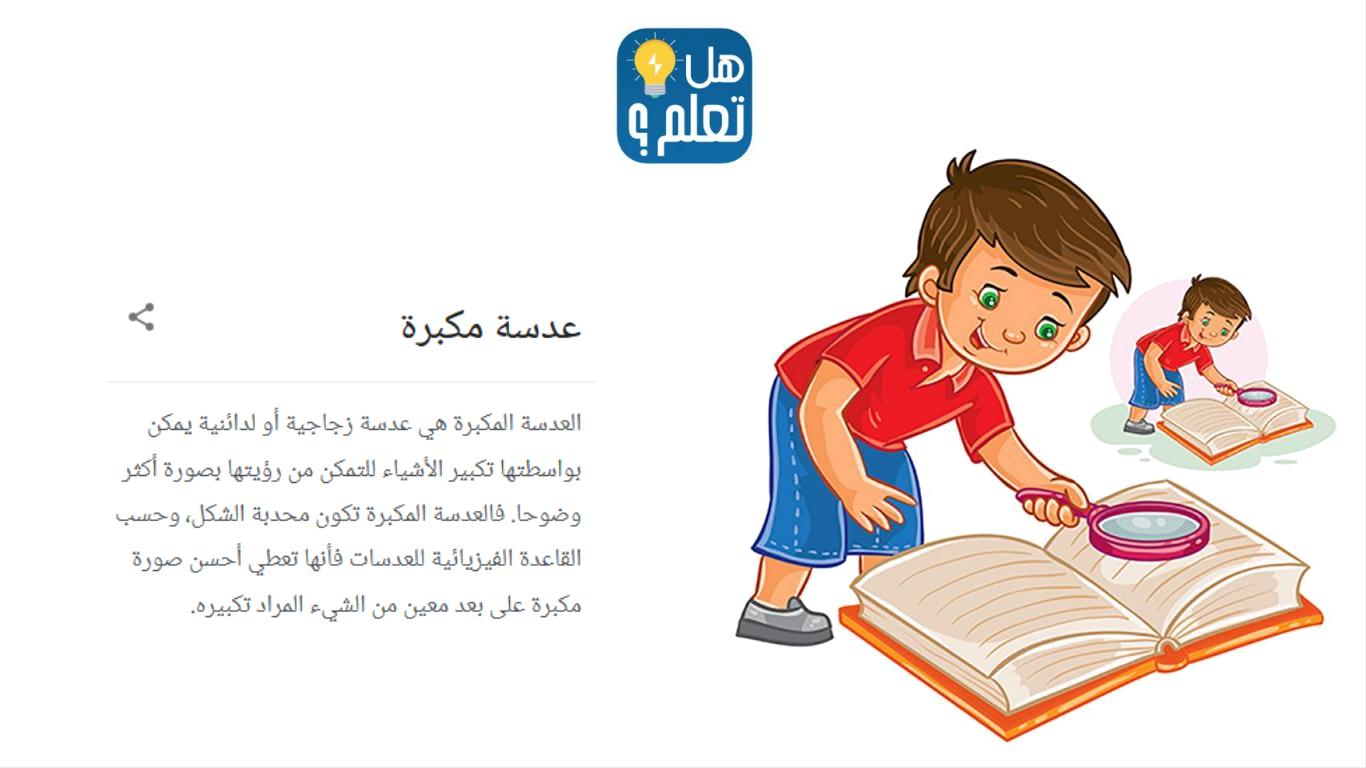 هل
تعلم ؟
عدسة مكبرة
العدسة المكبرة هي عدسة زجاجية أو لدائنية يمكن
بواسطتها تكبير الأشياء للتمكن من رؤيتها بصورة أكثر
وضوحا. فالعدسة المكبرة تكون محدبة الشكل، وحسب
القاعدة الفيزيائية للعدسات فأنها تعطي أحسن صورة
مكبرة على بعد معين من الشيء المراد تكبيره.